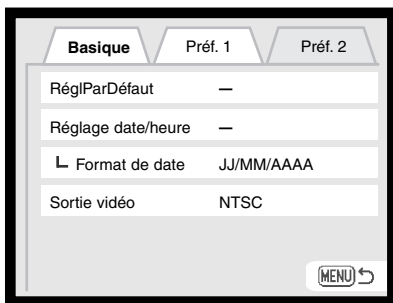 Basique Préf. 1 Préf. 2
RéglParDéfaut —
Réglage date/heure —
Format de date JJ/MM/AAAA
Sortie vidéo NTSC
MENU